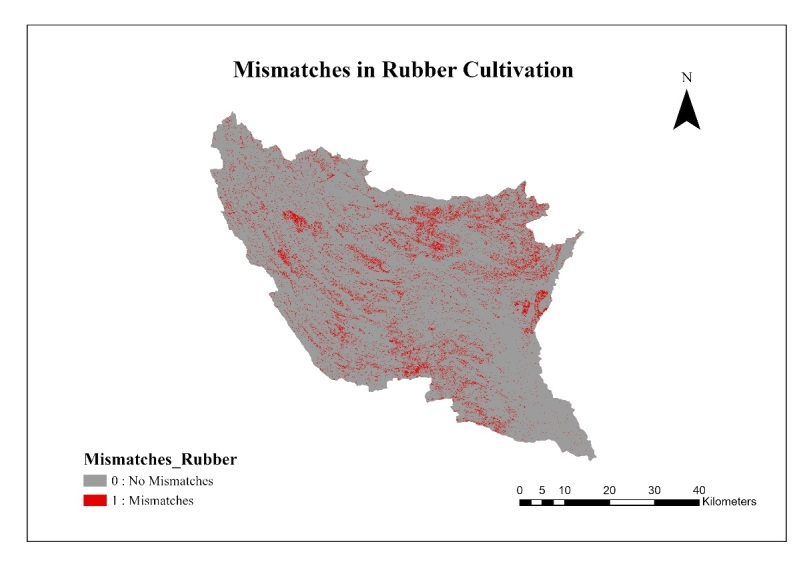 Mismatches in Rubber Cultivation
N
Mismatches_Rubber
0 : No Mismatches
1 : Mismatches
0 5 10 20 30 40
Kilometers